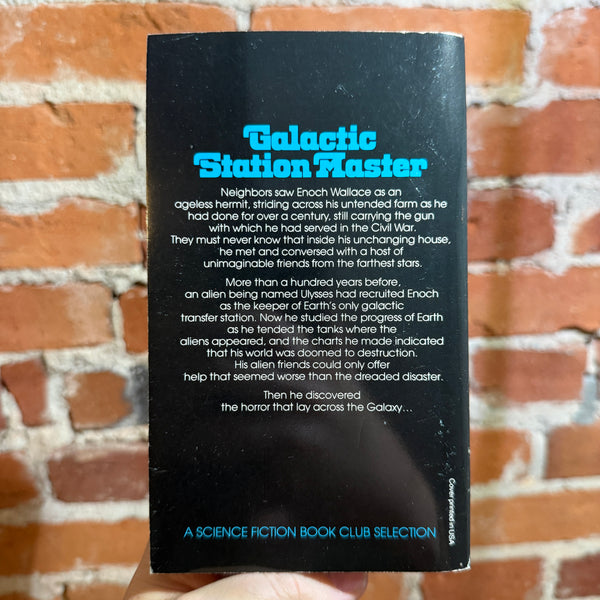 Galactic
Station Master
Neighbors saw Enoch Wallace as an
ageless hermit, striding across his untended farm as he
had done for over a century, still carrying the gun
with which he had served in the Civil War.
They must never know that inside his unchanging house,
he met and conversed with a host of
unimaginable friends from the farthest stars.
More than a hundred years before,
an alien being named Ulysses had recruited Enoch
as the keeper of Earth's only galactic
transfer station. Now he studied the progress of Earth
as he tended the tanks where the
aliens appeared, and the charts he made indicated
that his world was doomed to destruction.
His alien friends could only offer
help that seemed worse than the dreaded disaster.
Then he discovered
the horror that lay across the Galaxy...
A SCIENCE FICTION BOOK CLUB SELECTION
Cover printed in USA